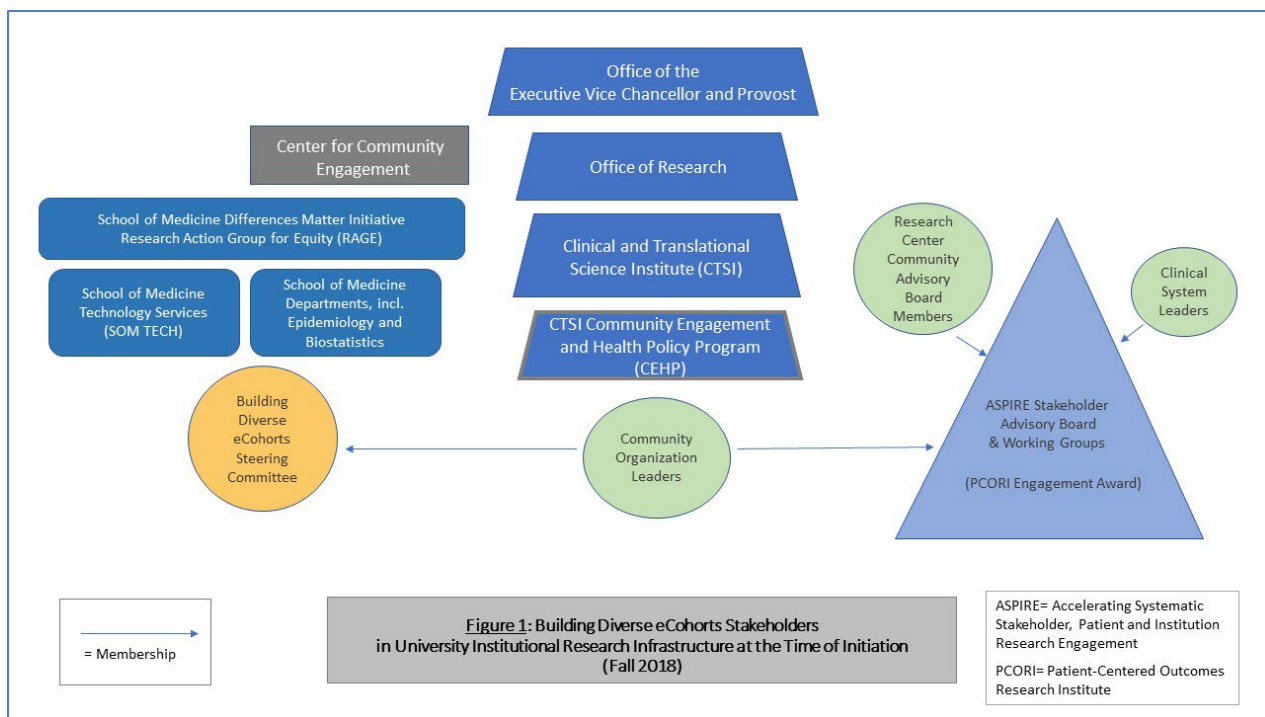 Office of the
Executive Vice Chancellor and Provost
Center for Community
Engagement
Office of Research
School of Medicine Differences Matter Initiative
Research Action Group for Equity (RAGE)
Clinical and Translational
Science Institute (CTSI)
Research
Center
Community
Advisory
Board
Members
Clinical
System
Leaders
School of Medicine
Technology Services
(SOM TECH)
School of Medicine
Departments, incl.
Epidemiology and
Biostatistics
CTSI Community Engagement
and Health Policy Program
(CEHP)
Building
Diverse
eCohorts
Steering
Committee
Community
Organization
Leaders
ASPIRE Stakeholder
Advisory Board
& Working Groups
(PCORI Engagement Award)
= Membership
Figure 1: Building Diverse eCohorts Stakeholders
in University Institutional Research Infrastructure at the Time of Initiation
(Fall 2018)
ASPIRE= Accelerating Systematic
Stakeholder, Patient and Institution
Research Engagement
PCORI= Patient-Centered Outcomes
Research Institute